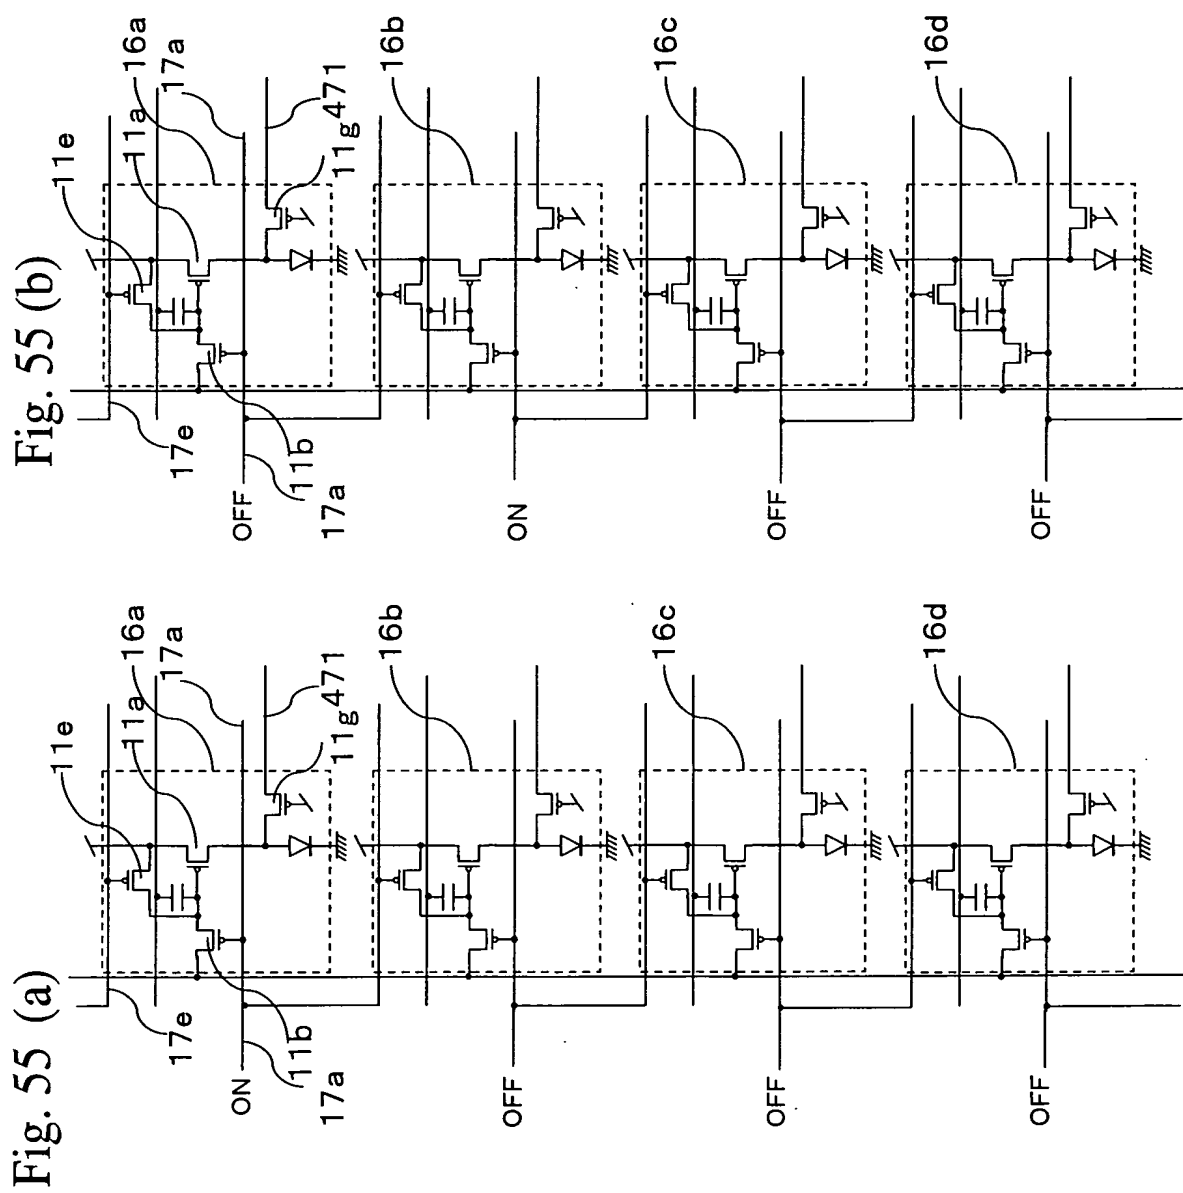 Fig. 55 (a)
17e
11b
17a
ON
11e
11a
16a
17a
471
11g
OFF
16b
OFF
16c
OFF
16d
Fig. 55 (b)
17e
11b
17a
OFF
11e
11a
16a
17a
471
11g
ON
16b
OFF
16c
OFF
16d